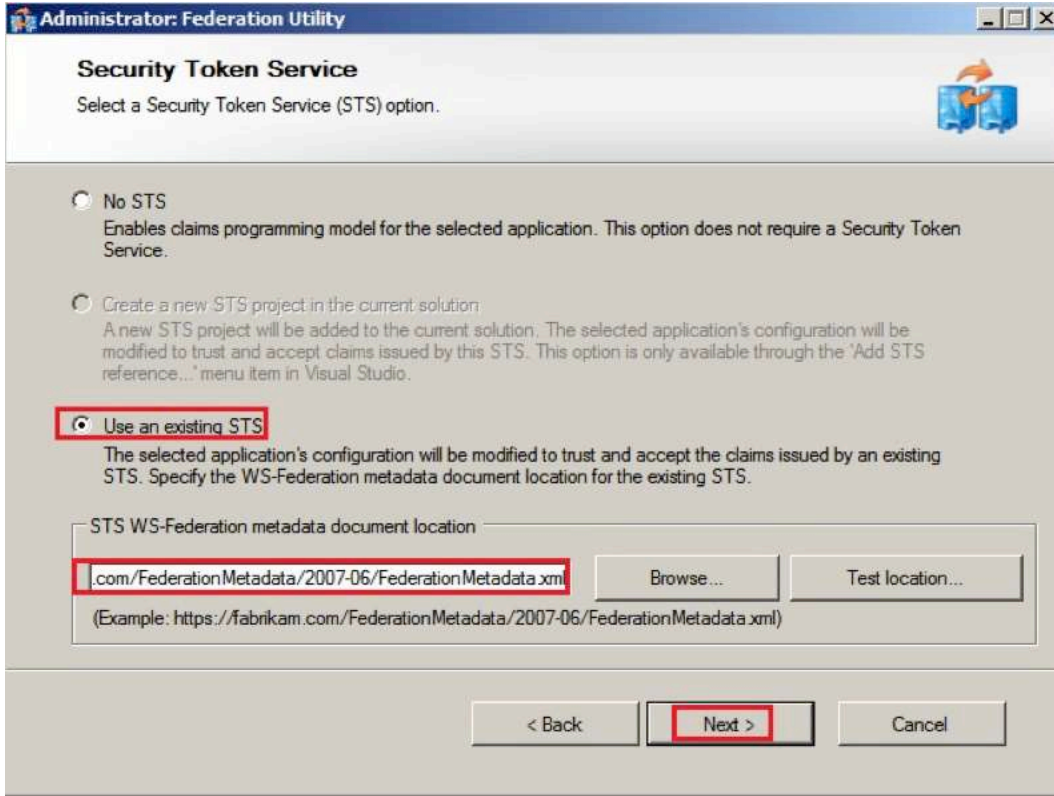 Administrator: Federation Utility
Security Token Service
Select a Security Token Service (STS) option.
No STS
Enables claims programming model for the selected application. This option does not require a Security Token
Service.
Create a new STS project in the current solution
A new STS project will be added to the current solution. The selected application's configuration will be
modified to trust and accept claims issued by this STS. This option is only available through the 'Add STS
reference...' menu item in Visual Studio.
Use an existing STS
The selected application's configuration will be modified to trust and accept the claims issued by an existing
STS. Specify the WS-Federation metadata document location for the existing STS.
STS WS-Federation metadata document location
.com/FederationMetadata/2007-06/FederationMetadata.xml
Browse...
Test location...
(Example: https://fabrikam.com/FederationMetadata/2007-06/FederationMetadata.xml)
< Back
Next >
Cancel